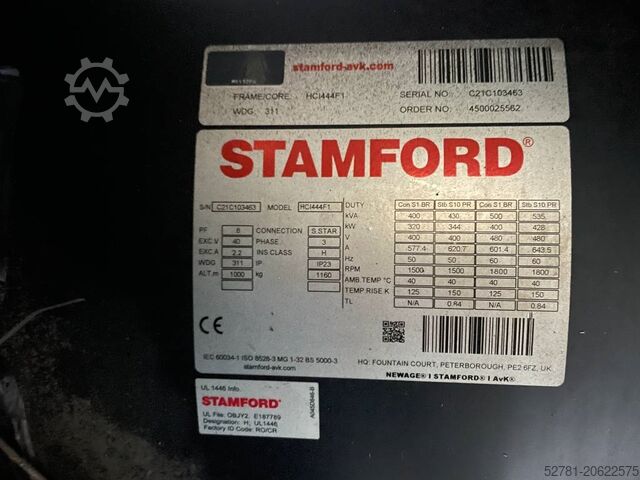 stamford-avk.com
FRAME/CORE: HCI444F1 SERIAL NO: C21C103463
WDG 311 ORDER NO: 4500025562
STAMFORD®
S/N C21C103463 MODEL HCI444F1 DUTY Con S1.BR Stb S10.PR Con S1.BR Stb S10.PR
kVA 400 430 500 535
kW 320 344 400 428
PF 8 CONNECTION S.STAR V 400 400 480 480
EXC.V 40 PHASE 3 A 577.4 620.7 601.4 643.5
EXC.A 2.2 INS CLASS H Hz 50 50 60 60
WDG 311 IP IP23 RPM 1500 1500 1800 1800
ALT.m 1000 kg 1160 AMB.TEMP °C 40 40 40 40
TEMP.RISE K 125 150 125 150
TL N/A 0.84 N/A 0.84
CE
IEC 60034-1 ISO 8528-3 MG 1-32 BS 5000-3
stamford-avk.com
HQ: FOUNTAIN COURT, PETERBOROUGH, PE2 6FZ, UK
NEWAGE® I STAMFORD® I AvK®
UL 1446 Info.
STAMFORD®
UL File: OBJY2, E187789
Designation: H, UL1446
Factory ID Code: RO/CR
A045D846-B
52781-20622575